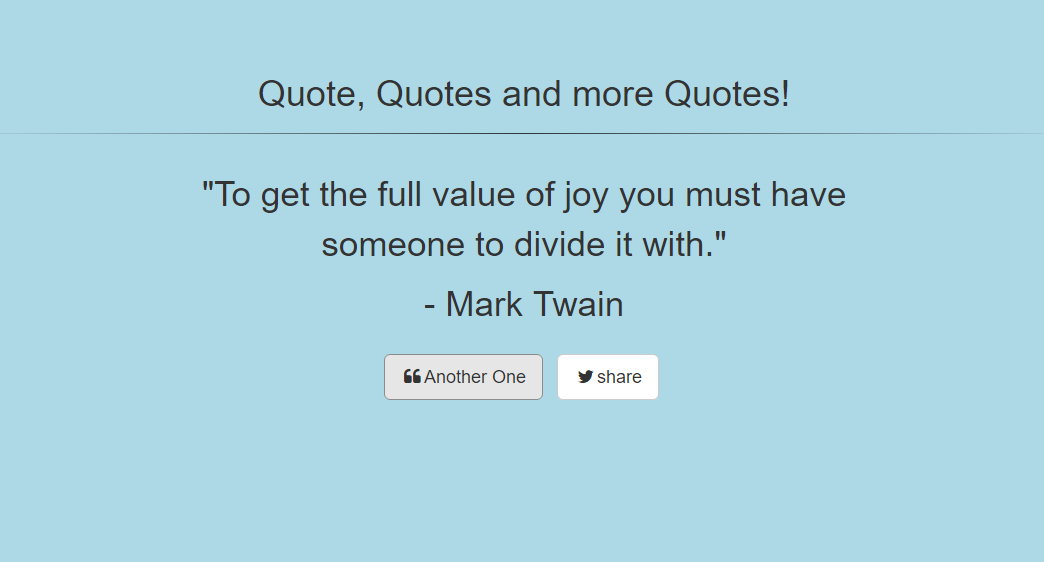 Quote, Quotes and more Quotes!
"To get the full value of joy you must have
someone to divide it with."
- Mark Twain
Another One
share